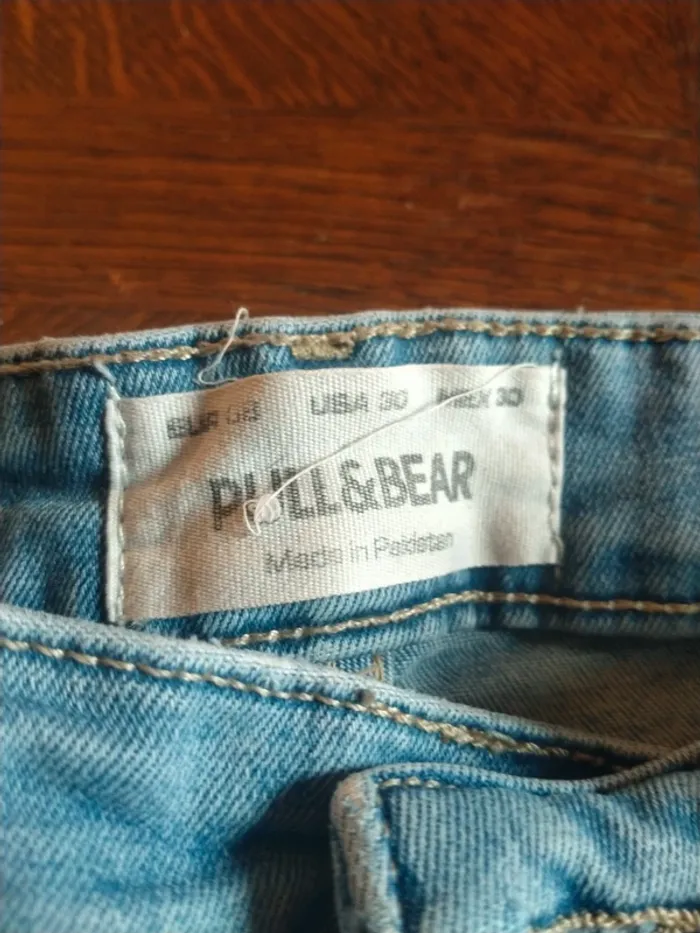 EUR 38 USA 30 MEX 30
PULL&BEAR
Made in Pakistan